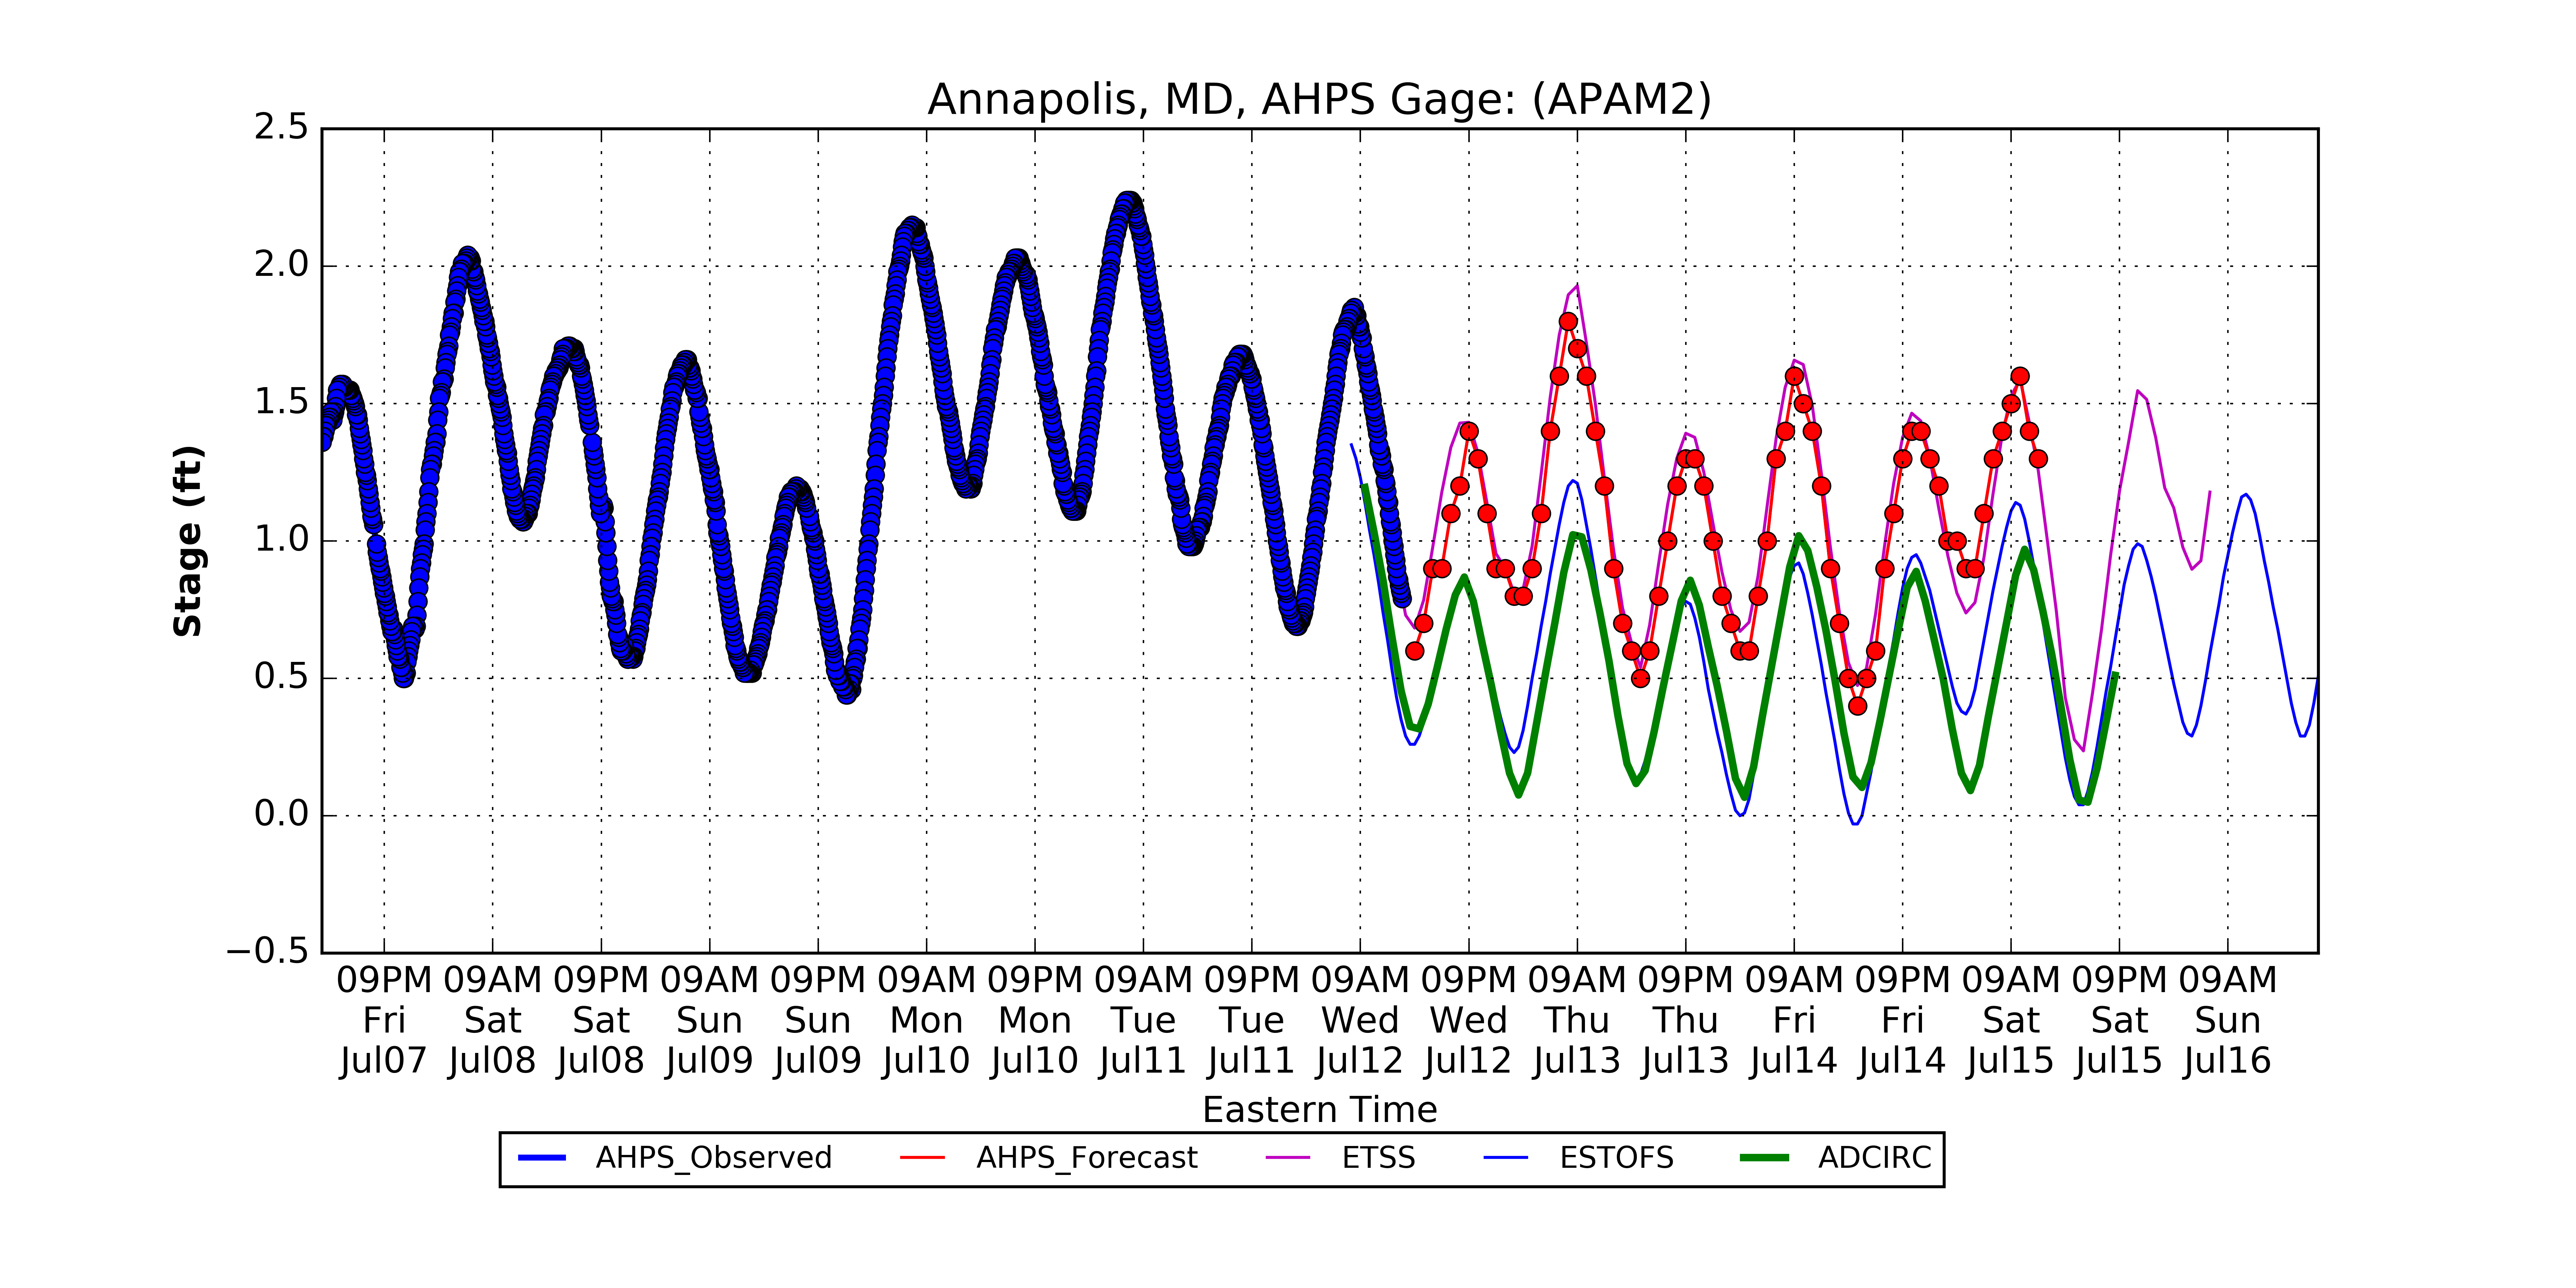 Annapolis, MD, AHPS Gage: (APAM2)
2.5
2.0
1.5
1.0
0.5
0.0
−0.5
Stage (ft)
09PM 09AM 09PM 09AM 09PM 09AM 09PM 09AM 09PM 09AM 09PM 09AM 09PM 09AM 09PM 09AM 09PM 09AM
Fri Sat Sat Sun Sun Mon Mon Tue Tue Wed Wed Thu Thu Fri Fri Sat Sat Sun
Jul07 Jul08 Jul08 Jul09 Jul09 Jul10 Jul10 Jul11 Jul11 Jul12 Jul12 Jul13 Jul13 Jul14 Jul14 Jul15 Jul15 Jul16
Eastern Time
AHPS_Observed AHPS_Forecast ETSS ESTOFS ADCIRC